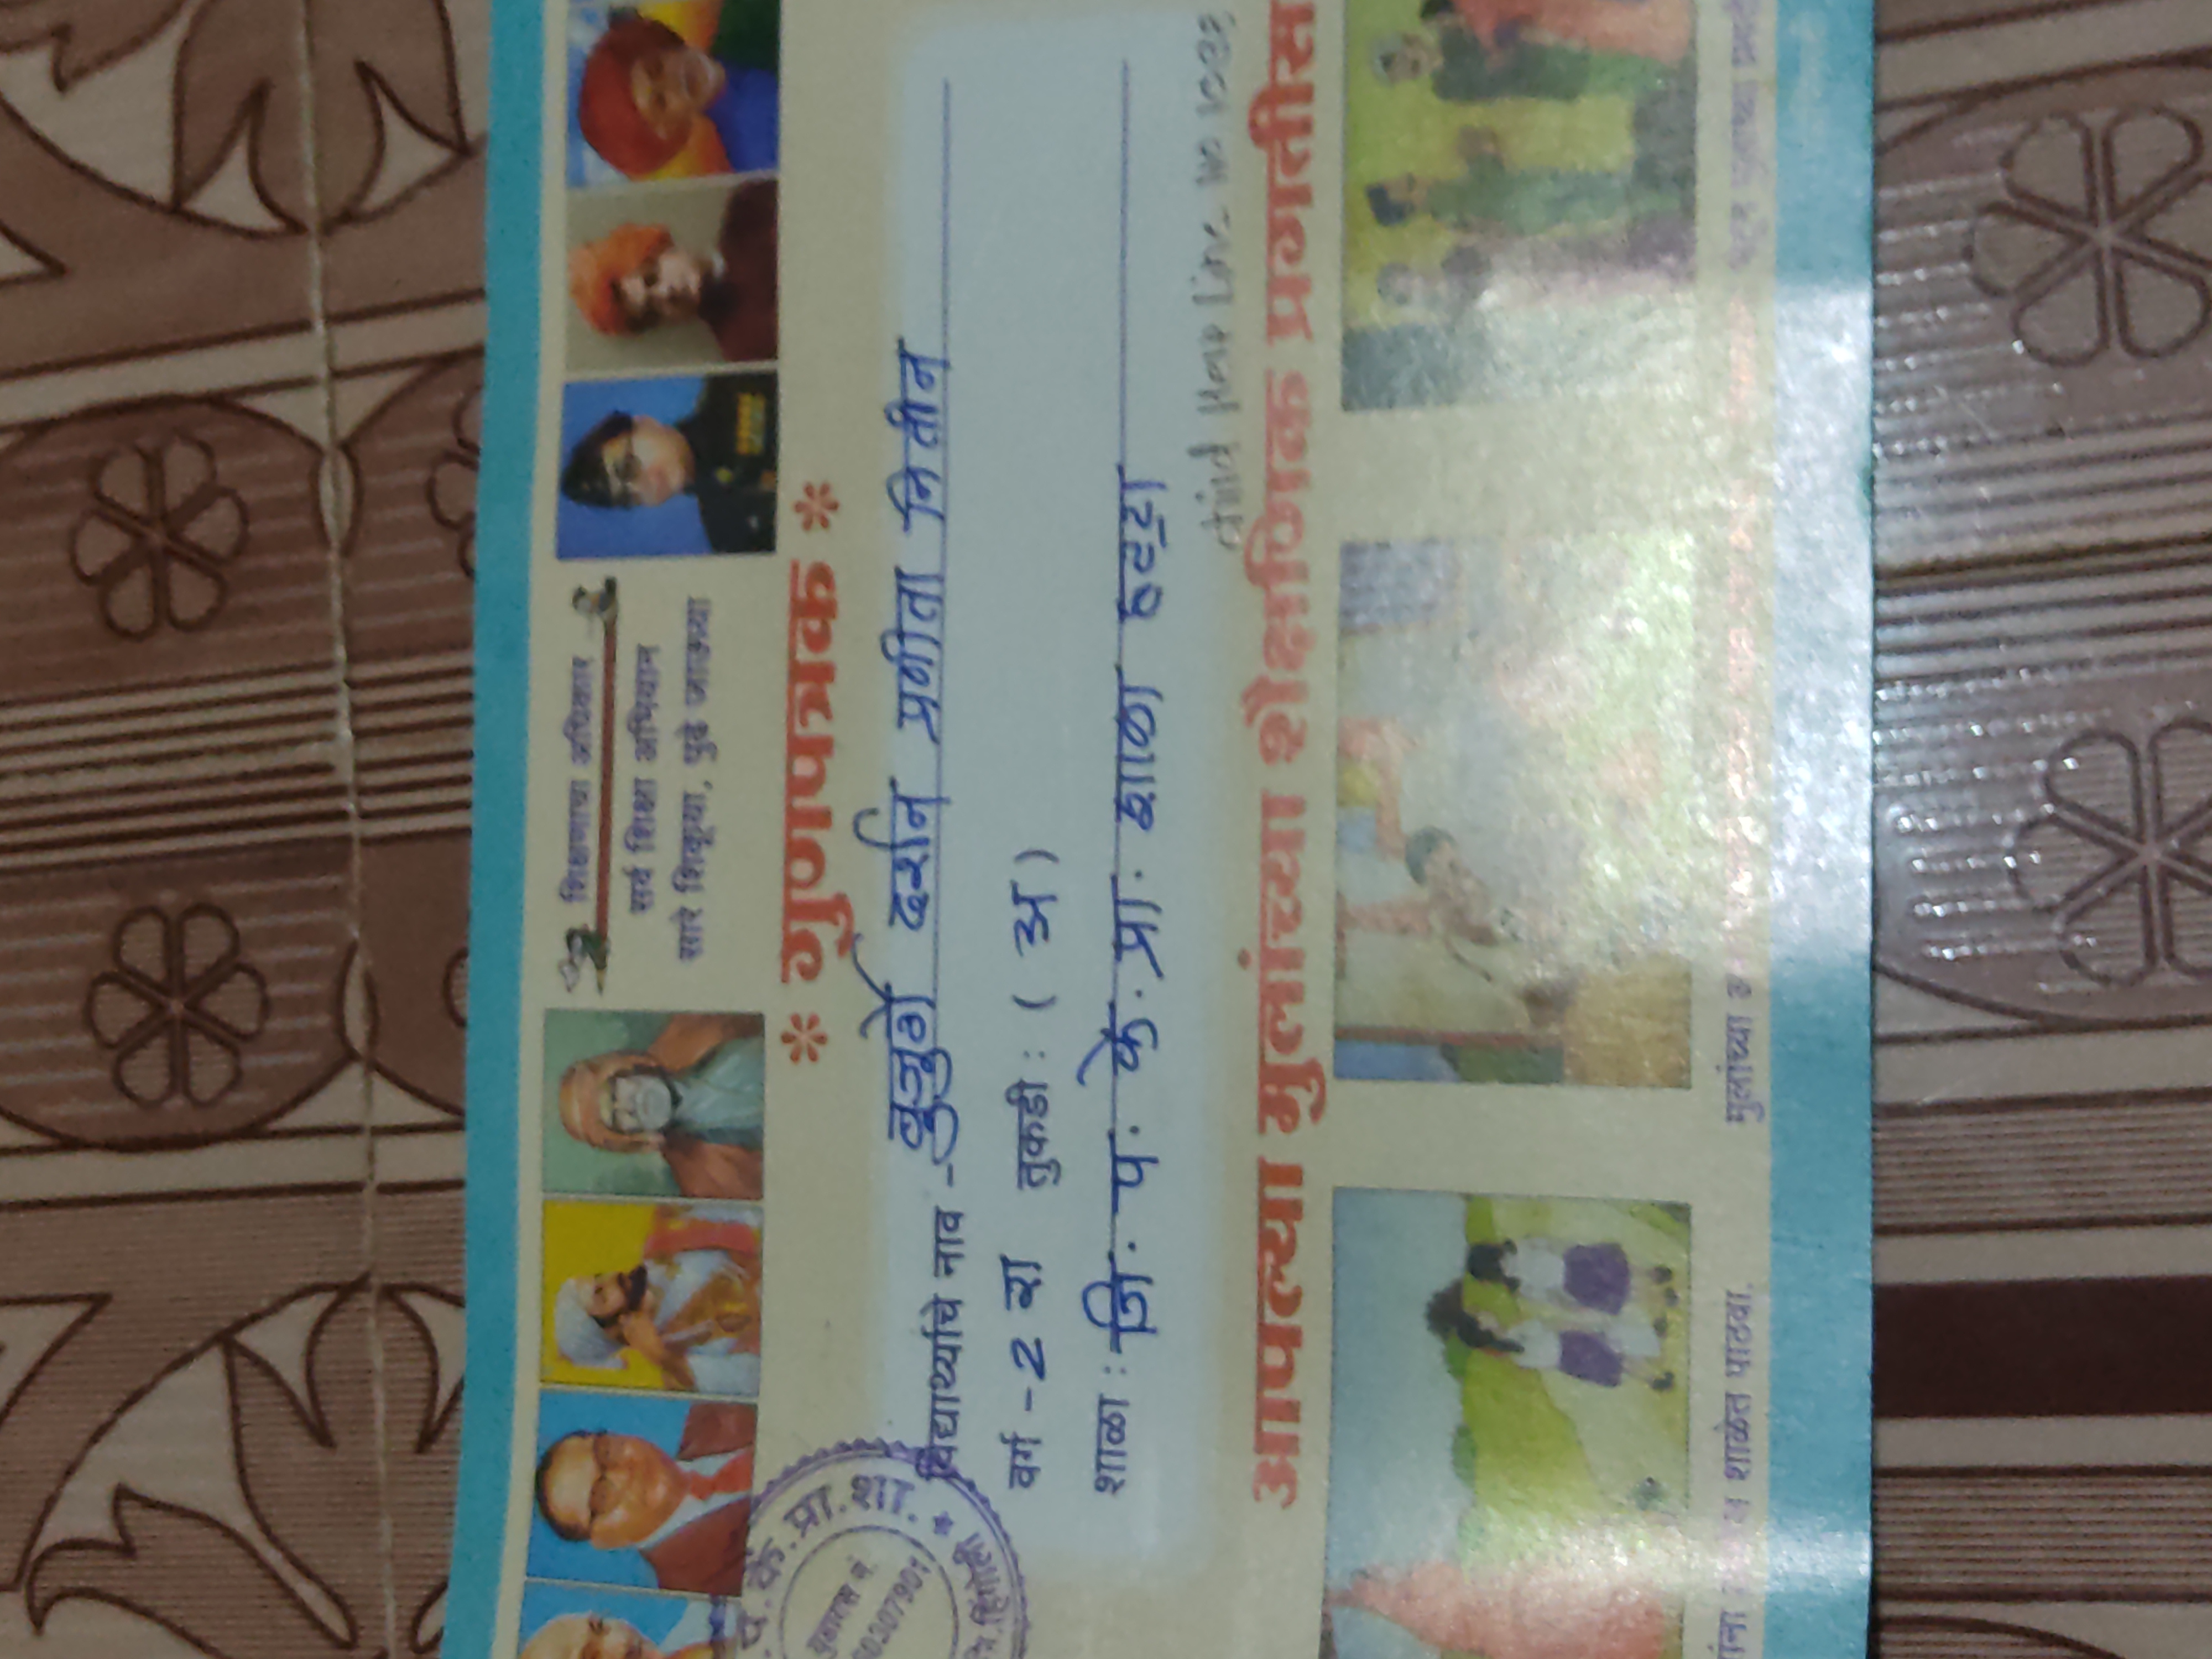 शिक्षणाचा अधिकार
सर्व शिक्षा अभियान
सारे शिकूया, पुढे जाऊया
* गुणपत्रक *
विद्यार्थ्याचे नाव - बुर्रेवार दर्शन प्रणीता नितीन
वर्ग - 2 रा तुकडी : ( अ )
शाळा : जि. प. कें. प्रा. शाळा हट्टा
Child Help Line no 1098
आपल्या मुलांच्या शैक्षणिक प्रगतीस
शाळेत पाठवा.
मुलांच्या
प. कें. प्रा. शा.
युडायस नं.